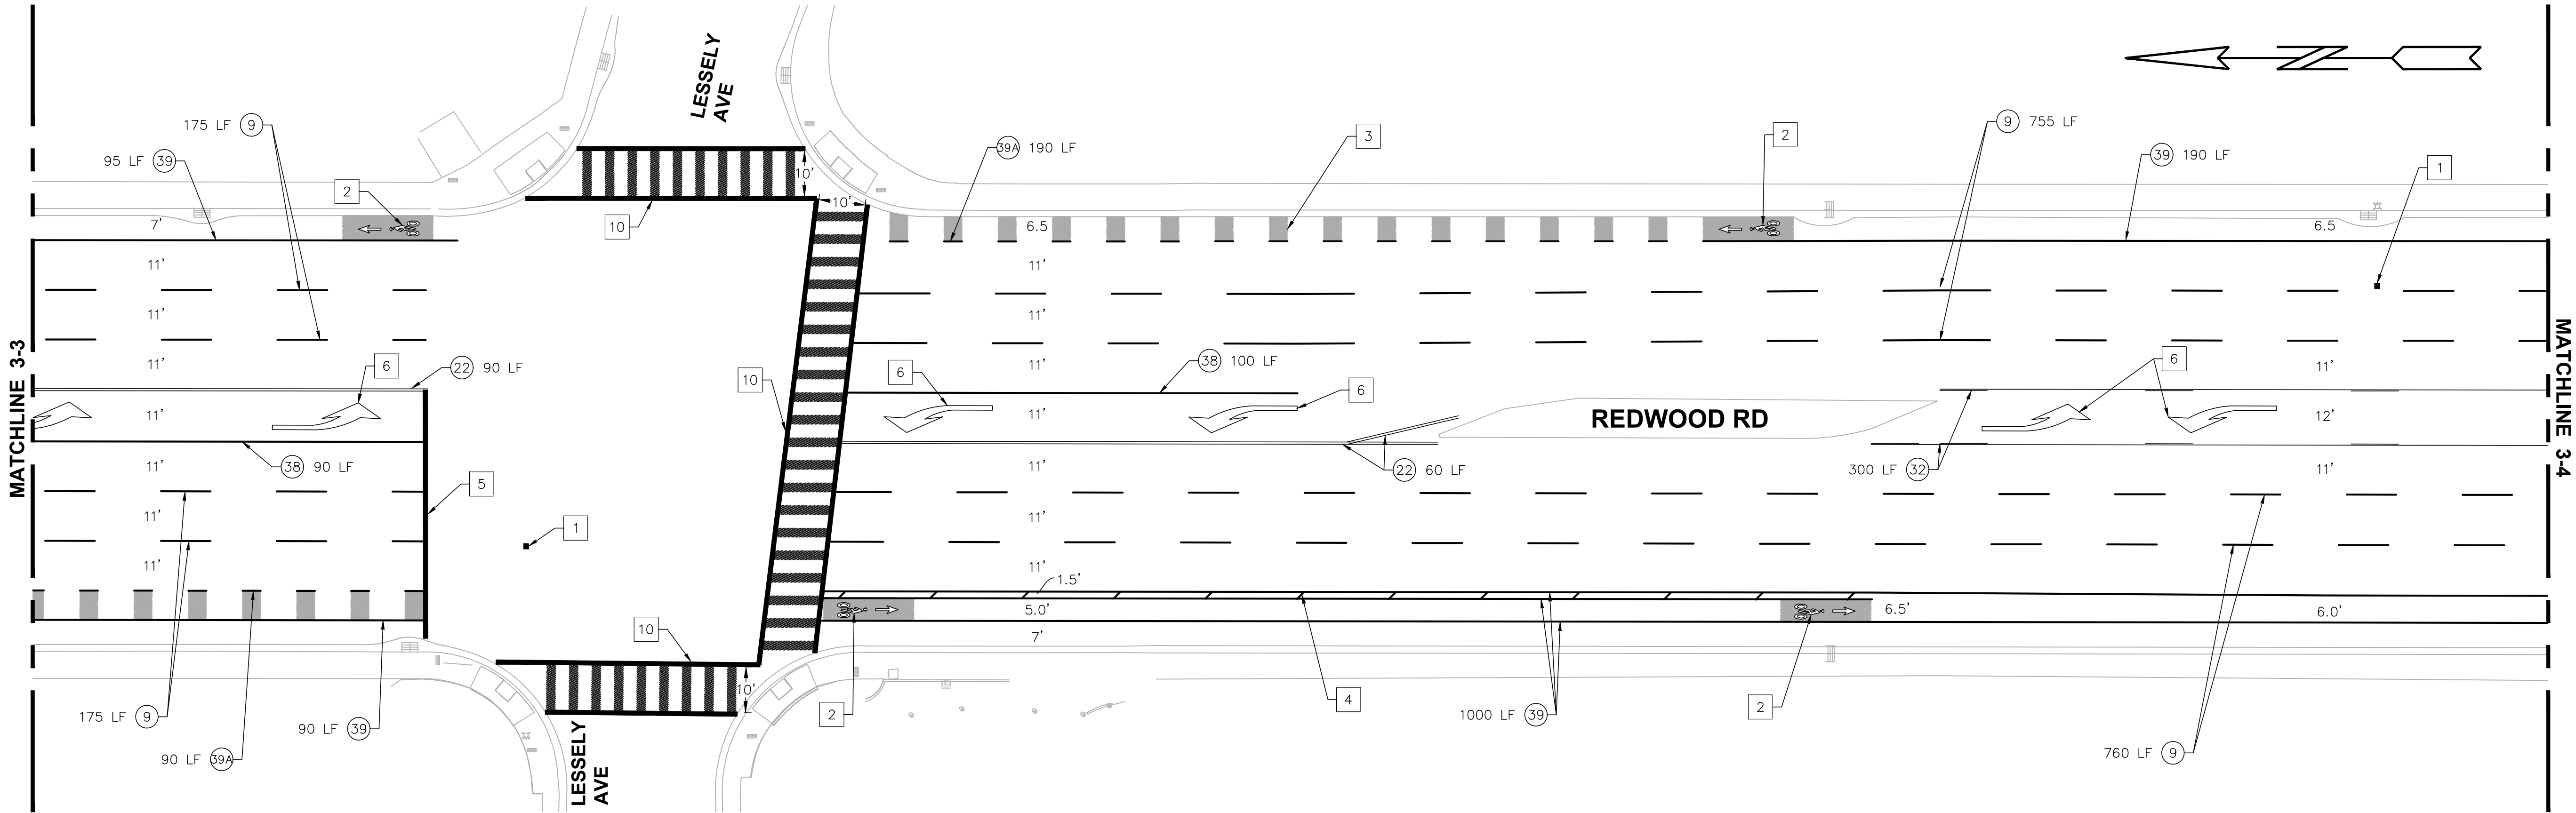 LESSELY
AVE
175 LF 9
95 LF 39
2
10'
39A 190 LF
3
2
9 755 LF
39 190 LF
1
7'
10
10'
6.5
6.5
11'
11'
11'
11'
11'
11'
MATCHLINE 3-3
6
22 90 LF
10
6
38 100 LF
6
6
11'
MATCHLINE 3-4
11'
11'
REDWOOD RD
12'
38 90 LF
11'
11'
22 60 LF
300 LF 32
11'
5
11'
11'
1
11'
11'
1.5'
2
5.0'
6.5'
6.0'
10
7'
4
2
10'
175 LF 9
90 LF 39
2
1000 LF 39
90 LF 39A
760 LF 9
LESSELY
AVE